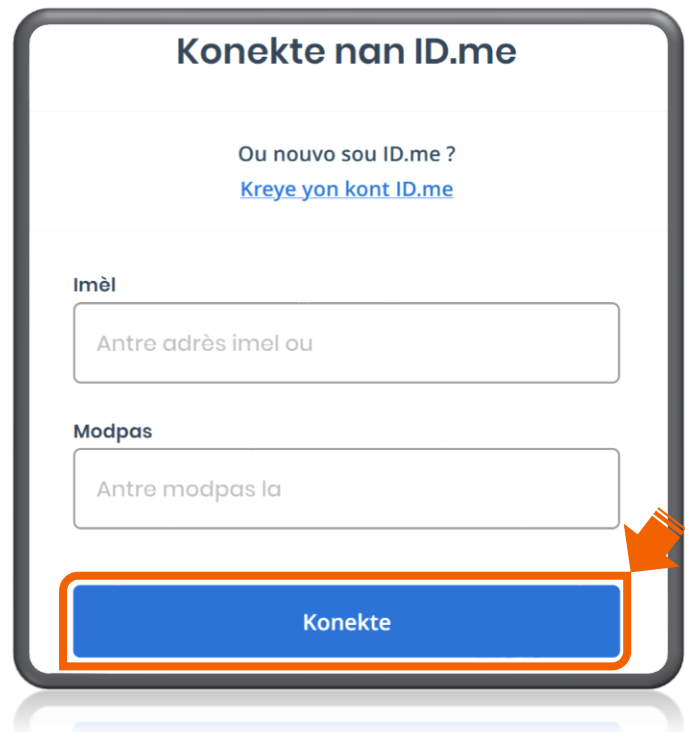 Konekte nan ID.me
Ou nouvo sou ID.me ?
Kreye yon kont ID.me
Imèl
Antre adrès imel ou
Modpas
Antre modpas la
Konekte